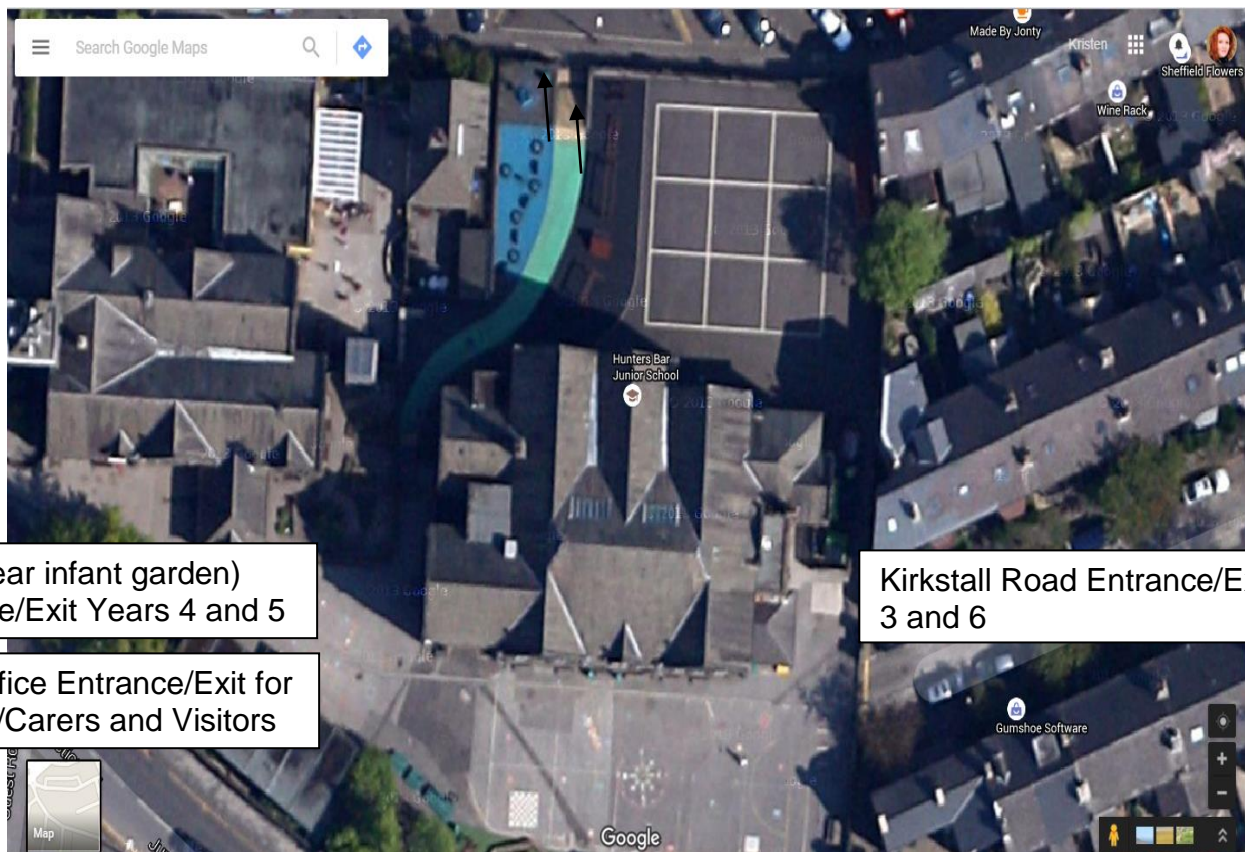 Search Google Maps
Made By Jonty
Kristen
Sheffield Flowers
Wine Rack
Hunters Bar
Junior School
ear infant garden)
e/Exit Years 4 and 5
Kirkstall Road Entrance/E
3 and 6
fice Entrance/Exit for
/Carers and Visitors
Gumshoe Software
Map
Google